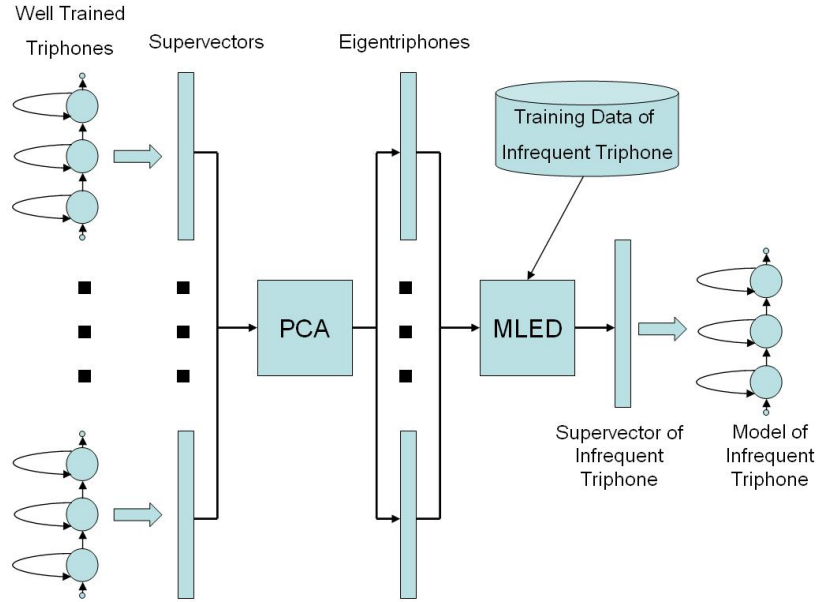 Well Trained
Triphones
Supervectors
Eigentriphones
Training Data of
Infrequent Triphone
PCA
MLED
Supervector of
Infrequent
Triphone
Model of
Infrequent
Triphone